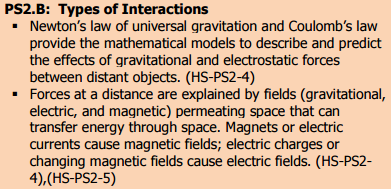 PS2.B:  Types of Interactions
▪ Newton's law of universal gravitation and Coulomb's law
provide the mathematical models to describe and predict
the effects of gravitational and electrostatic forces
between distant objects. (HS-PS2-4)
▪ Forces at a distance are explained by fields (gravitational,
electric, and magnetic) permeating space that can
transfer energy through space. Magnets or electric
currents cause magnetic fields; electric charges or
changing magnetic fields cause electric fields. (HS-PS2-
4),(HS-PS2-5)